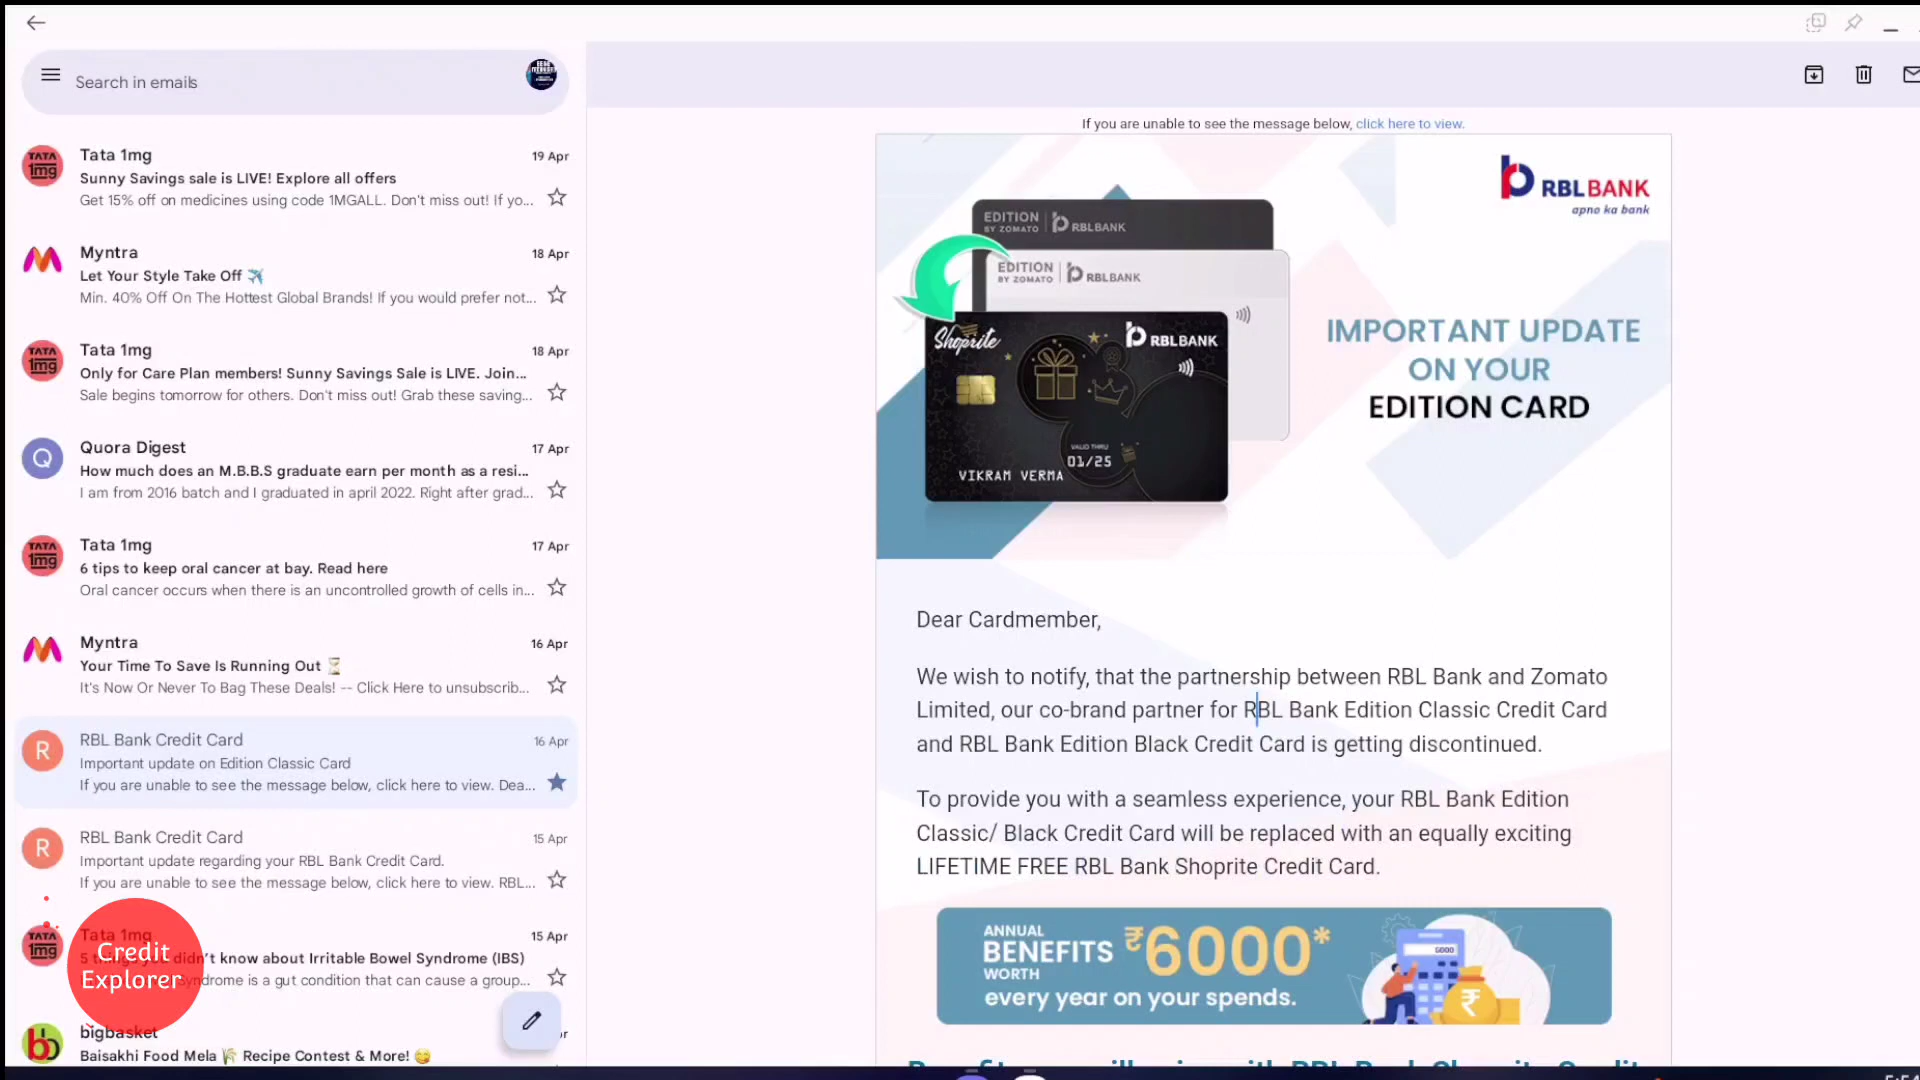 Search in emails
Tata 1mg
19 Apr
Sunny Savings sale is LIVE! Explore all offers
Get 15% off on medicines using code 1MGALL. Don't miss out! If yo...
Myntra
18 Apr
Let Your Style Take Off ✈️
Min. 40% Off On The Hottest Global Brands! If you would prefer not...
Tata 1mg
18 Apr
Only for Care Plan members! Sunny Savings Sale is LIVE. Join...
Sale begins tomorrow for others. Don't miss out! Grab these saving...
Quora Digest
17 Apr
How much does an M.B.B.S graduate earn per month as a resi...
I am from 2016 batch and I graduated in april 2022. Right after grad...
Tata 1mg
17 Apr
6 tips to keep oral cancer at bay. Read here
Oral cancer occurs when there is an uncontrolled growth of cells in...
Myntra
16 Apr
Your Time To Save Is Running Out ⏳
It's Now Or Never To Bag These Deals! -- Click Here to unsubscrib...
RBL Bank Credit Card
16 Apr
Important update on Edition Classic Card
If you are unable to see the message below, click here to view. Dea...
RBL Bank Credit Card
15 Apr
Important update regarding your RBL Bank Credit Card.
If you are unable to see the message below, click here to view. RBL...
Tata 1mg
15 Apr
5 didn't know about Irritable Bowel Syndrome (IBS)
yndrome is a gut condition that can cause a group...
Credit
Explorer
bigbasket
Baisakhi Food Mela 🌾 Recipe Contest & More! 😋
TATA
1mg
TATA
1mg
Q
TATA
1mg
R
R
TATA
1mg
bb
If you are unable to see the message below, click here to view.
RBLBANK
apno ka bank
EDITION
BY ZOMATO
RBLBANK
EDITION
BY ZOMATO
RBLBANK
Shoprite
RBLBANK
VALID THRU
01/25
VIKRAM VERMA
IMPORTANT UPDATE
ON YOUR
EDITION CARD
Dear Cardmember,
We wish to notify, that the partnership between RBL Bank and Zomato
Limited, our co-brand partner for RBL Bank Edition Classic Credit Card
and RBL Bank Edition Black Credit Card is getting discontinued.
To provide you with a seamless experience, your RBL Bank Edition
Classic/ Black Credit Card will be replaced with an equally exciting
LIFETIME FREE RBL Bank Shoprite Credit Card.
ANNUAL
BENEFITS ₹6000*
WORTH
every year on your spends.